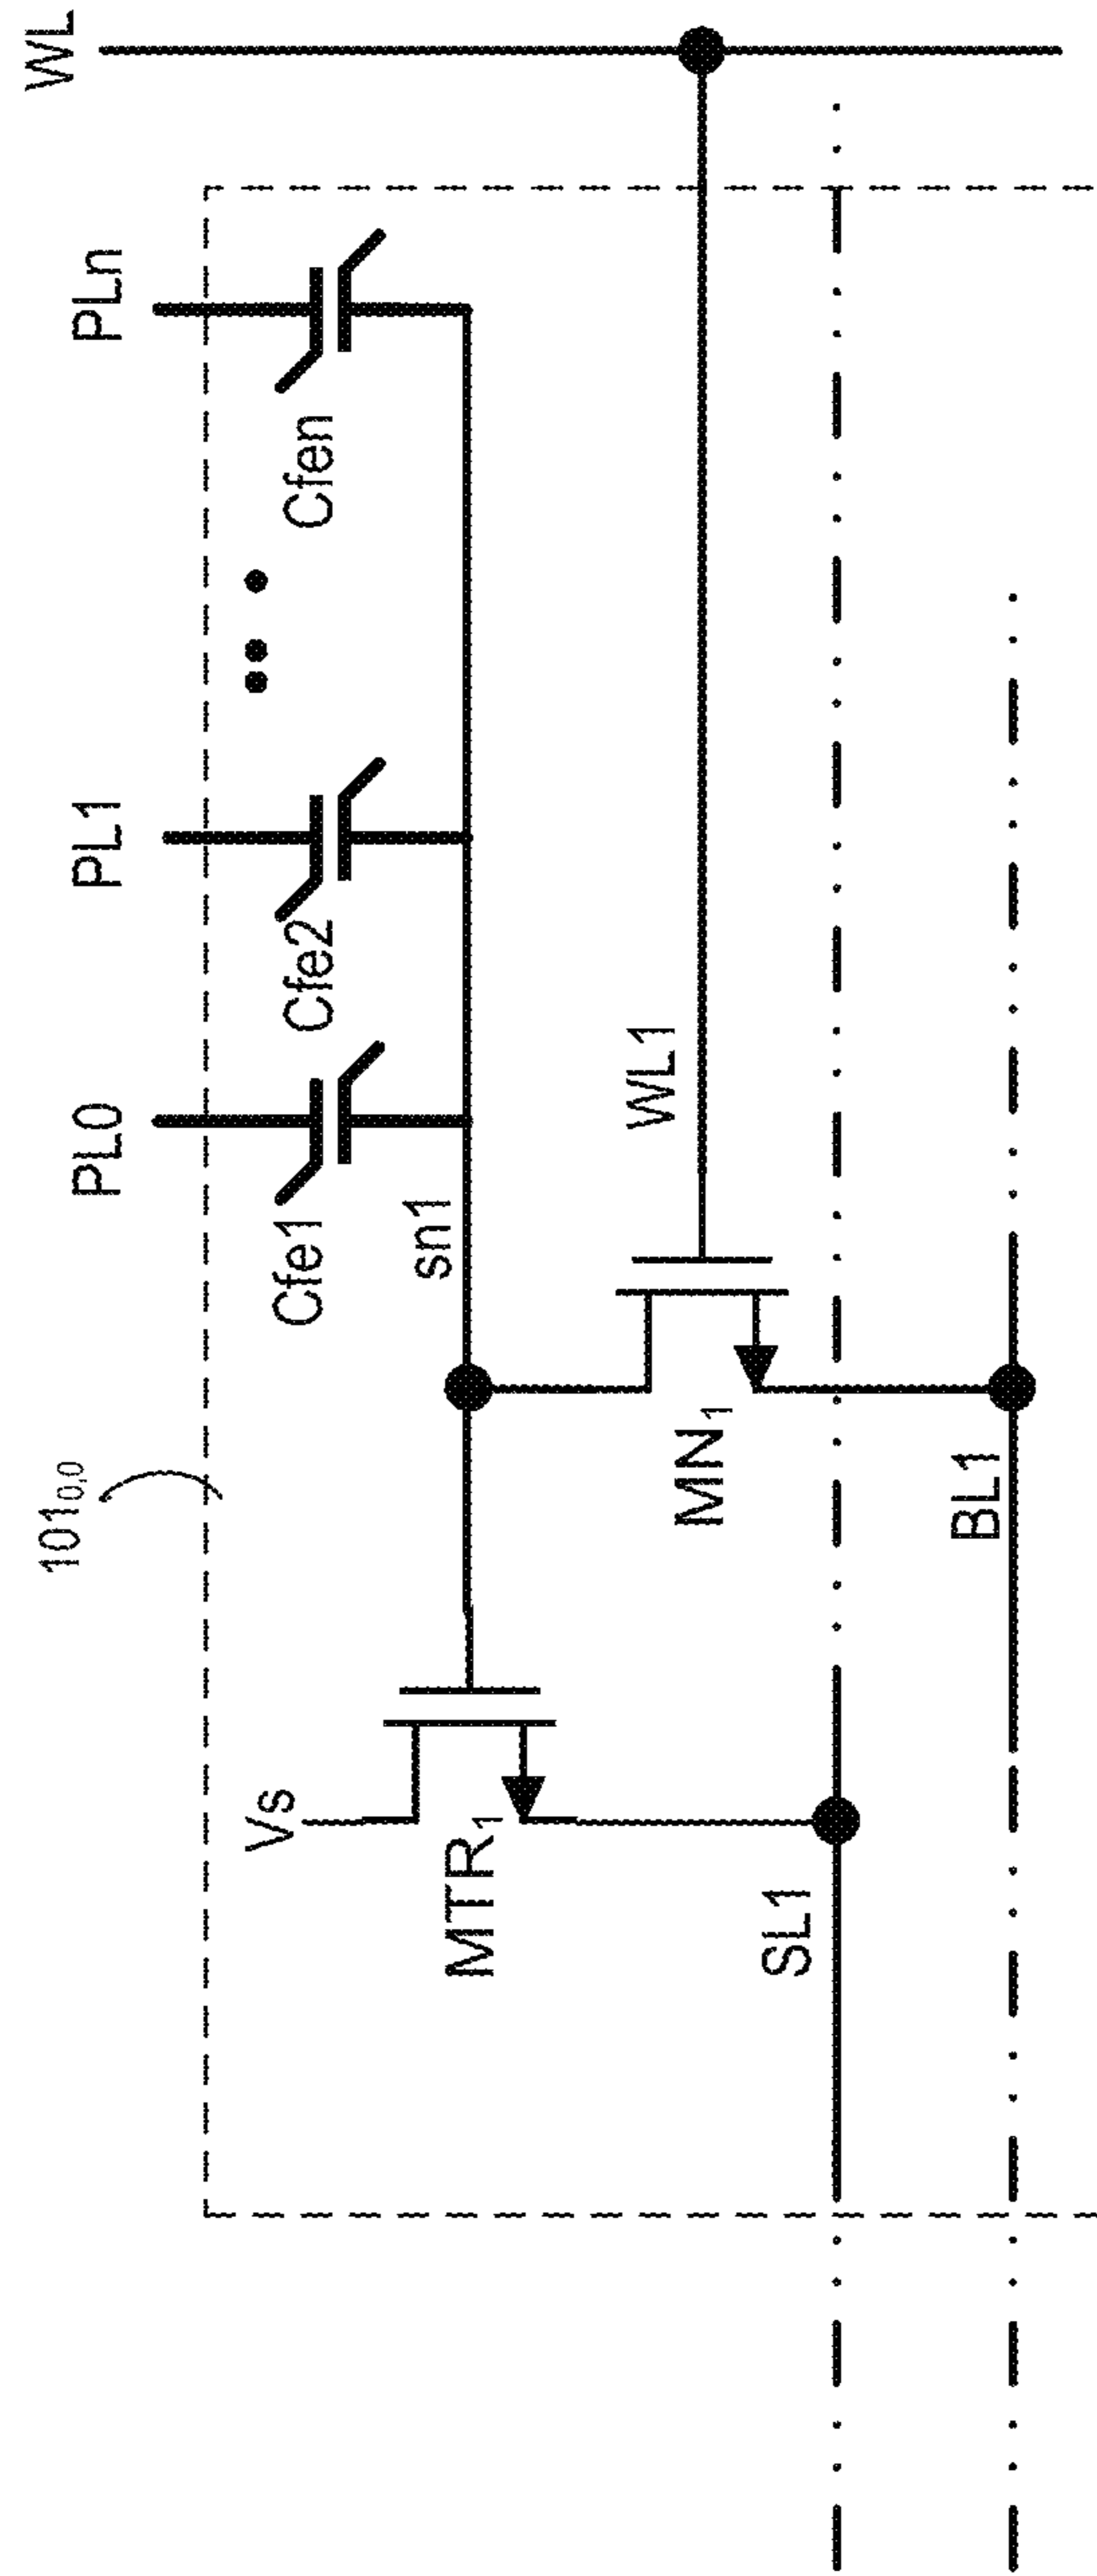 101₀,₀
PL0
PL1
PLn
WL
Vs
Cfe1
Cfe2
Cfen
sn1
MTR₁
MN₁
WL1
SL1
BL1